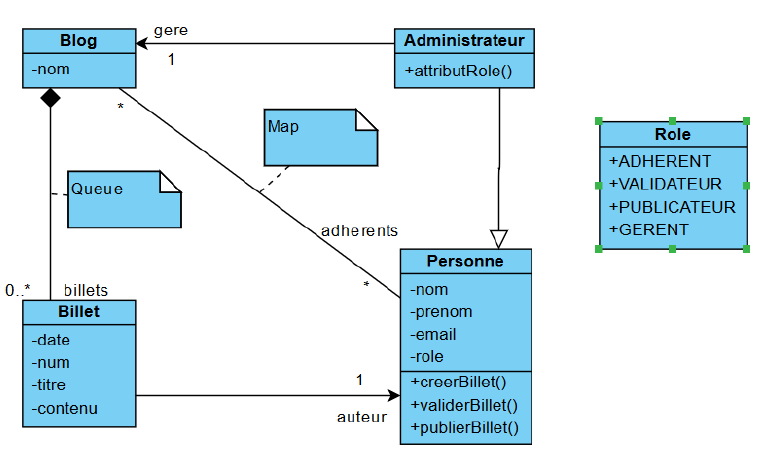 Blog
-nom
gere
1
Administrateur
+attributRole()
*
Map
Role
+ADHERENT
+VALIDATEUR
+PUBLICATEUR
+GERENT
Queue
adherents
*
0..*
billets
Billet
-date
-num
-titre
-contenu
Personne
-nom
-prenom
-email
-role
+creerBillet()
+validerBillet()
+publierBillet()
1
auteur